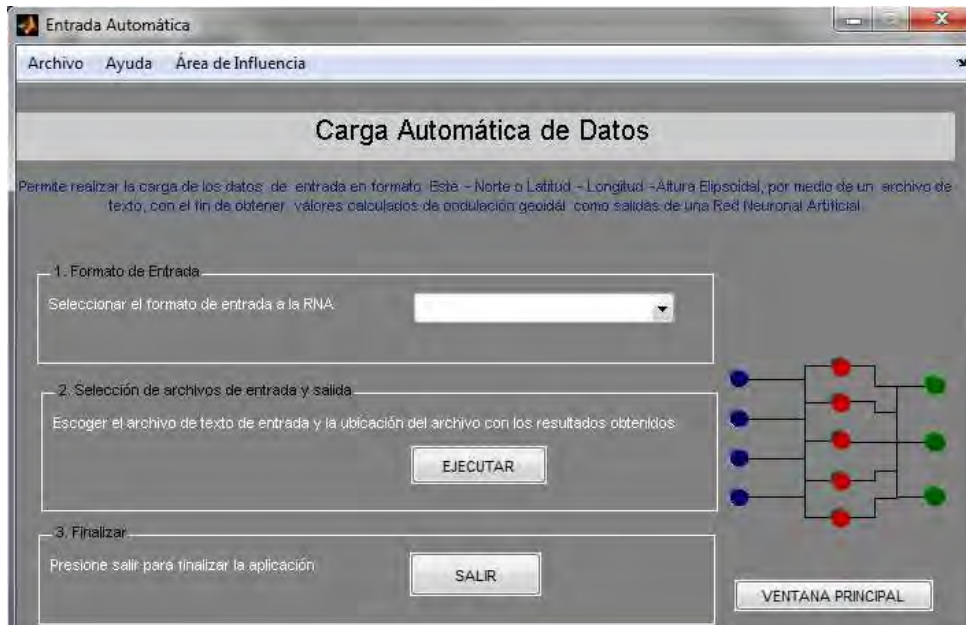 Entrada Automática
Archivo Ayuda Área de Influencia
Carga Automática de Datos
Permite realizar la carga de los datos de entrada en formato Este - Norte o Latitud - Longitud -Altura Elipsoidal, por medio de un archivo de
texto, con el fin de obtener valores calculados de ondulación geoidal como salidas de una Red Neuronal Artificial
1. Formato de Entrada
Seleccionar el formato de entrada a la RNA
2. Selección de archivos de entrada y salida
Escoger el archivo de texto de entrada y la ubicación del archivo con los resultados obtenidos
EJECUTAR
3. Finalizar
Presione salir para finalizar la aplicación
SALIR
VENTANA PRINCIPAL